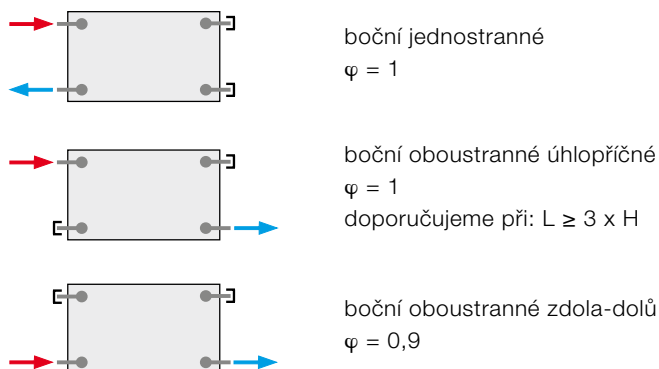 boční jednostranné
φ = 1
boční oboustranné úhlopříčné
φ = 1
doporučujeme při: L ≥ 3 x H
boční oboustranné zdola-dolů
φ = 0,9